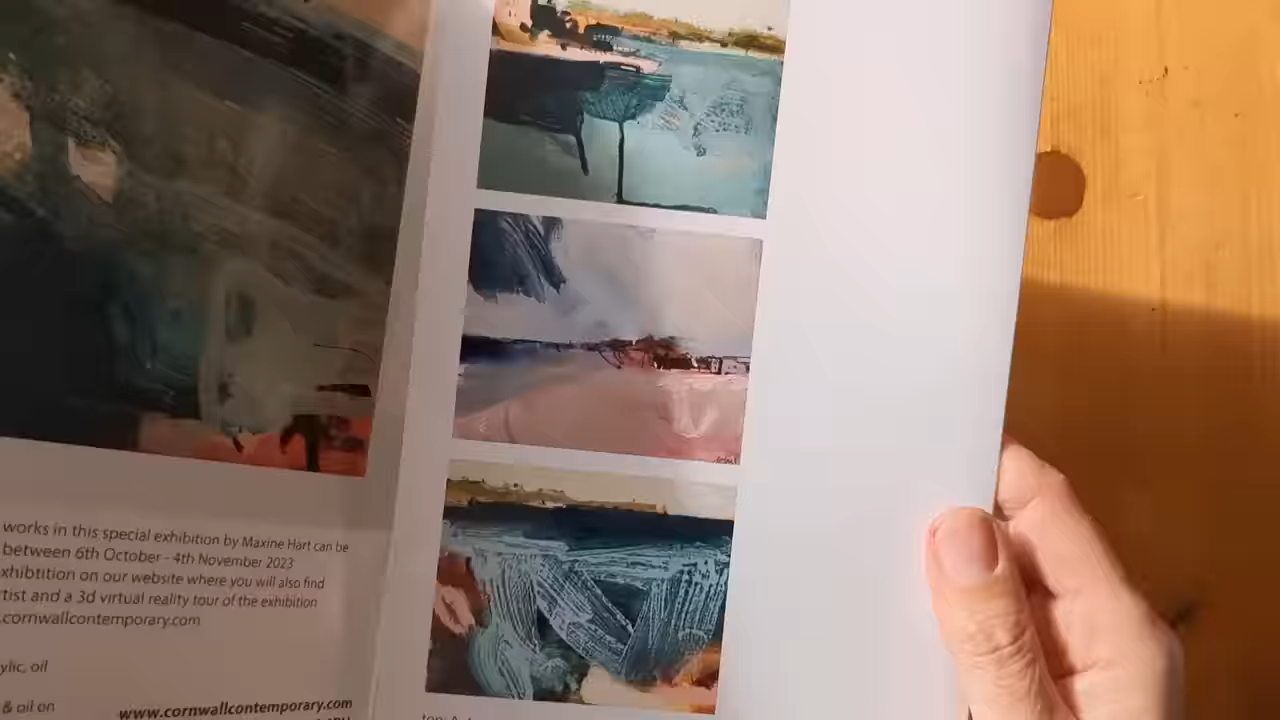 works in this special exhibition by Maxine Hart can be
between 6th October - 4th November 2023
xhibtition on our website where you will also find
tist and a 3d virtual reality tour of the exhibition
.cornwallcontemporary.com
ylic, oil
& oil on
www.cornwallcontemporary.com